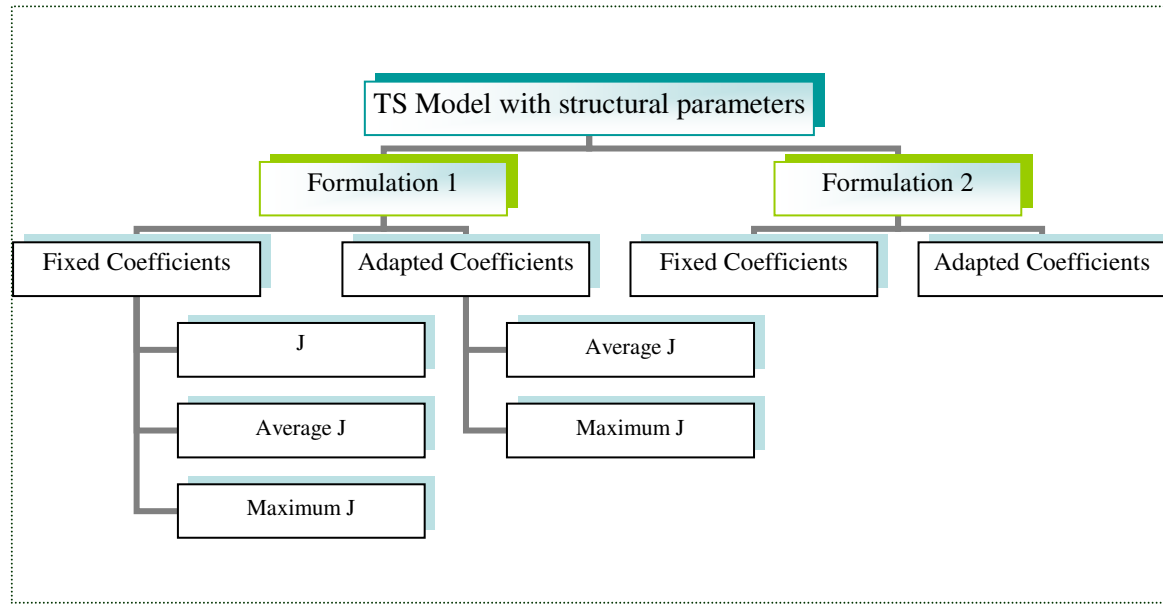 TS Model with structural parameters
Formulation 1
Formulation 2
Fixed Coefficients
Adapted Coefficients
Fixed Coefficients
Adapted Coefficients
J
Average J
Average J
Maximum J
Maximum J